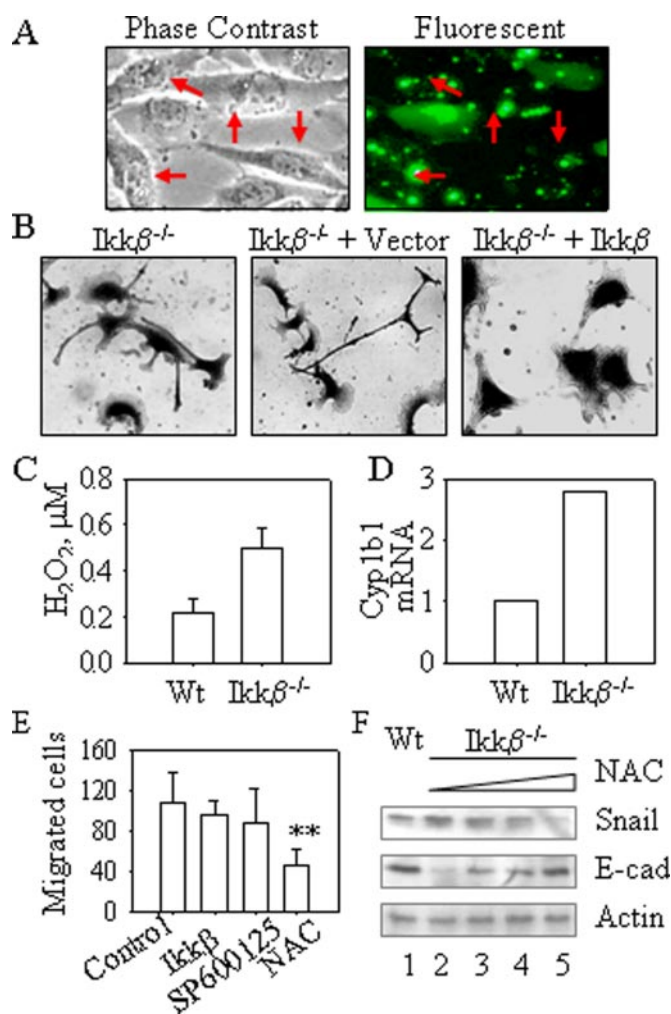 A Phase Contrast Fluorescent
B Ikkβ-/- Ikkβ-/- + Vector Ikkβ-/- + Ikkβ
C D
H2O2, μM
0.8
0.6
0.4
0.2
0.0
Wt Ikkβ-/-
Cyp1b1
mRNA
3
2
1
0
Wt Ikkβ-/-
E
Migrated cells
160
120
80
40
0
**
Control
Ikkβ
SP600125
NAC
F Wt Ikkβ-/-
NAC
Snail
E-cad
Actin
1 2 3 4 5